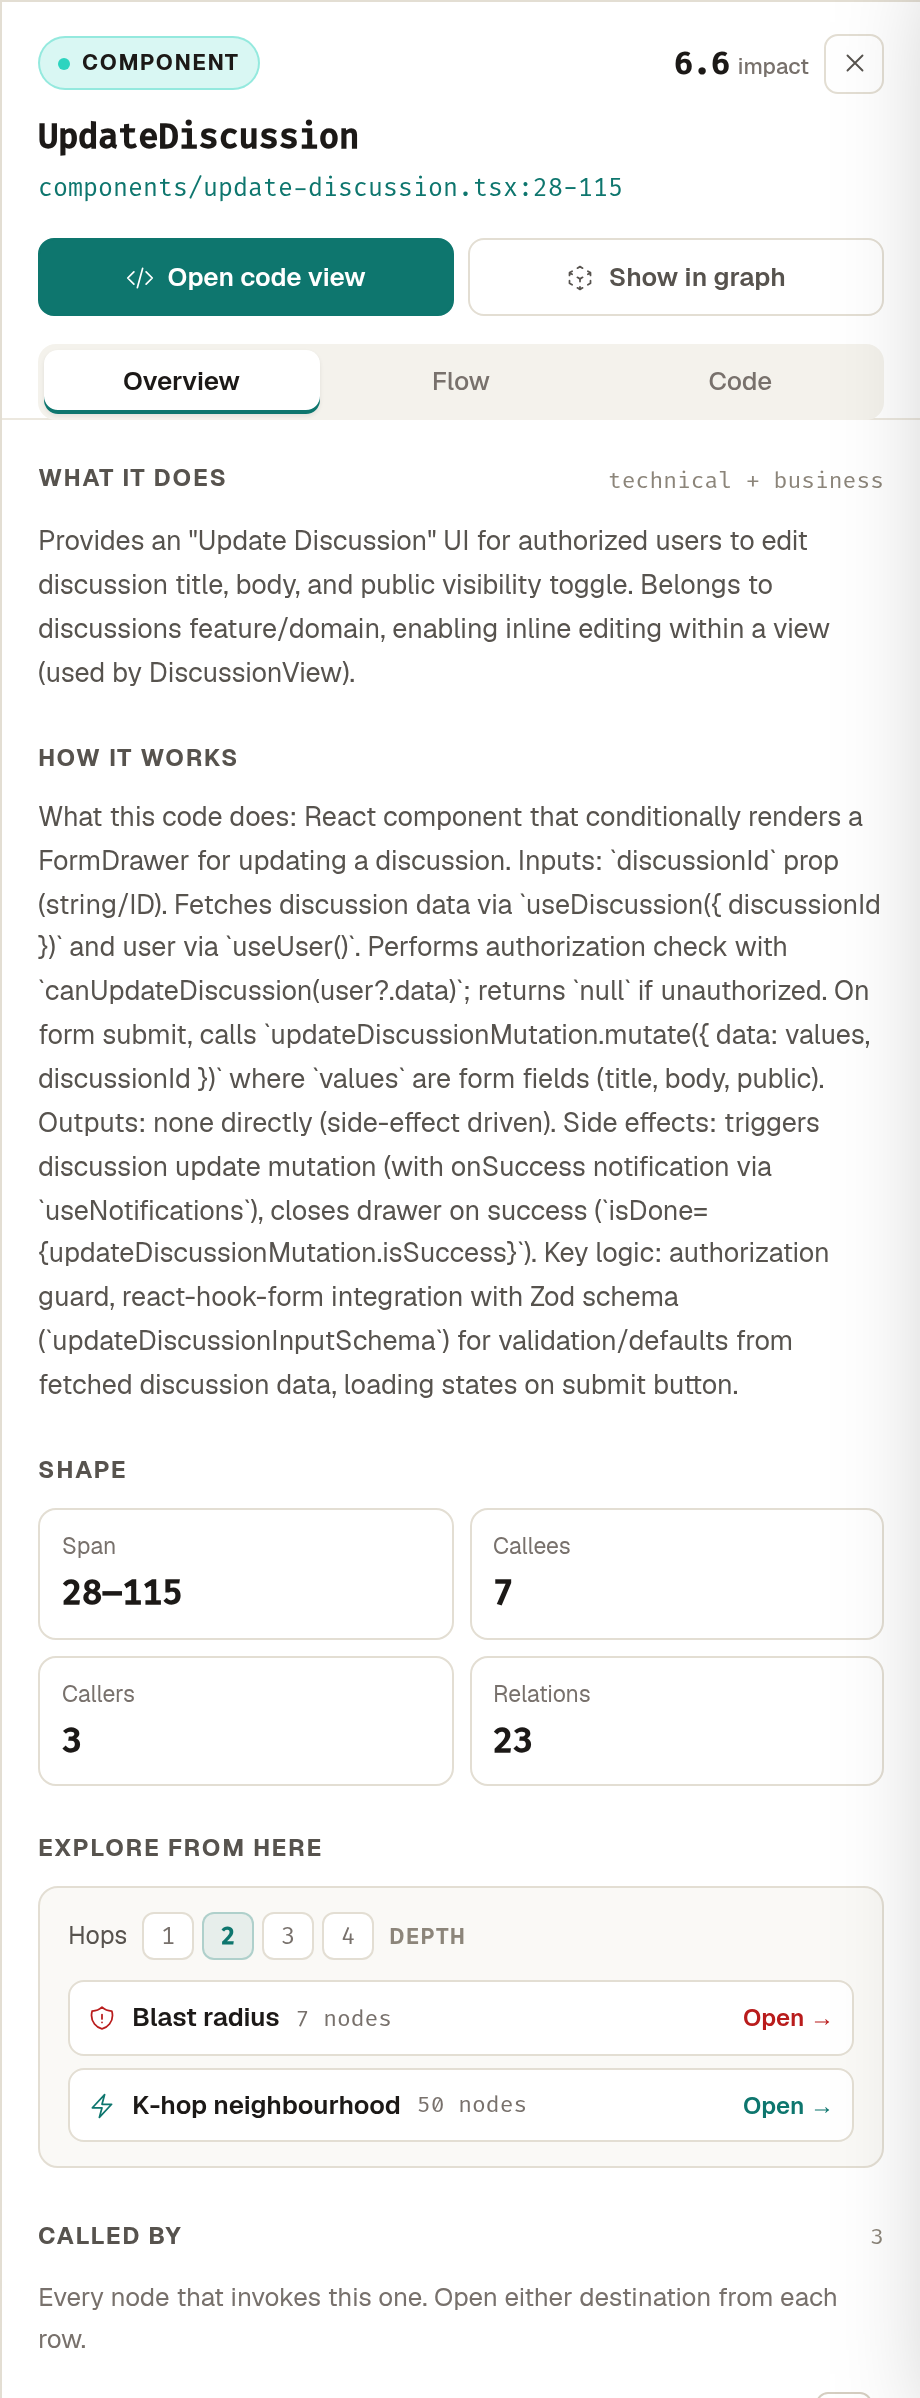 COMPONENT
6.6 impact
UpdateDiscussion
components/update-discussion.tsx:28-115
Open code view
Show in graph
Overview
Flow
Code
WHAT IT DOES
technical + business
Provides an "Update Discussion" UI for authorized users to edit
discussion title, body, and public visibility toggle. Belongs to
discussions feature/domain, enabling inline editing within a view
(used by DiscussionView).
HOW IT WORKS
What this code does: React component that conditionally renders a
FormDrawer for updating a discussion. Inputs: `discussionId` prop
(string/ID). Fetches discussion data via `useDiscussion({ discussionId
})` and user via `useUser()`. Performs authorization check with
`canUpdateDiscussion(user?.data)`; returns `null` if unauthorized. On
form submit, calls `updateDiscussionMutation.mutate({ data: values,
discussionId })` where `values` are form fields (title, body, public).
Outputs: none directly (side-effect driven). Side effects: triggers
discussion update mutation (with onSuccess notification via
`useNotifications`), closes drawer on success (`isDone=
{updateDiscussionMutation.isSuccess}`). Key logic: authorization
guard, react-hook-form integration with Zod schema
(`updateDiscussionInputSchema`) for validation/defaults from
fetched discussion data, loading states on submit button.
SHAPE
Span
28–115
Callees
7
Callers
3
Relations
23
EXPLORE FROM HERE
Hops 1 2 3 4 DEPTH
Blast radius 7 nodes Open →
K-hop neighbourhood 50 nodes Open →
CALLED BY
3
Every node that invokes this one. Open either destination from each
row.